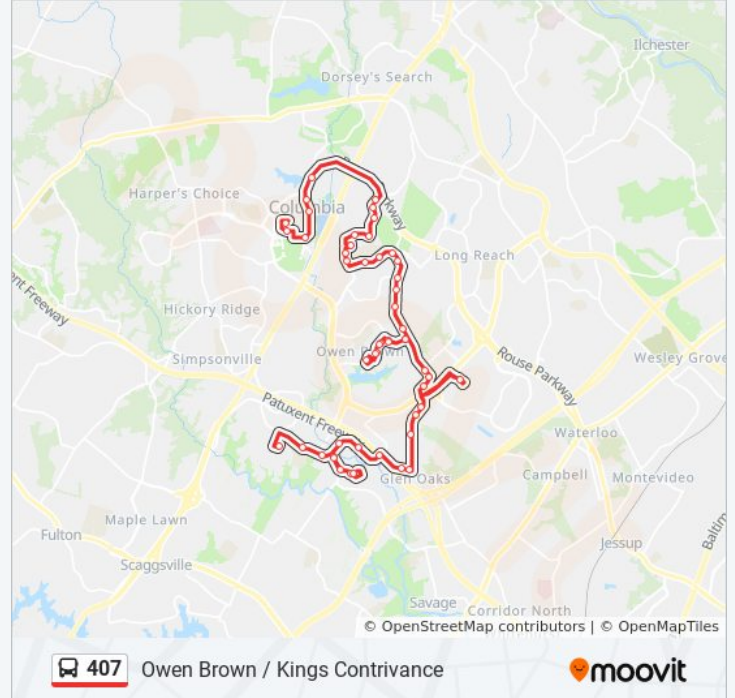 Ilchester
Dorsey's Search
Harper's Choice
Columbia
Long Reach
Hickory Ridge
Owen Brown
Simpsonville
Rouse Parkway
Wesley Grove
Patuxent Freeway
Waterloo
Glen Oaks
Campbell
Montevideo
Maple Lawn
Fulton
Jessup
Scaggsville
Savage
Corridor North
© OpenStreetMap contributors | © OpenMapTiles
407 Owen Brown / Kings Contrivance
moovit